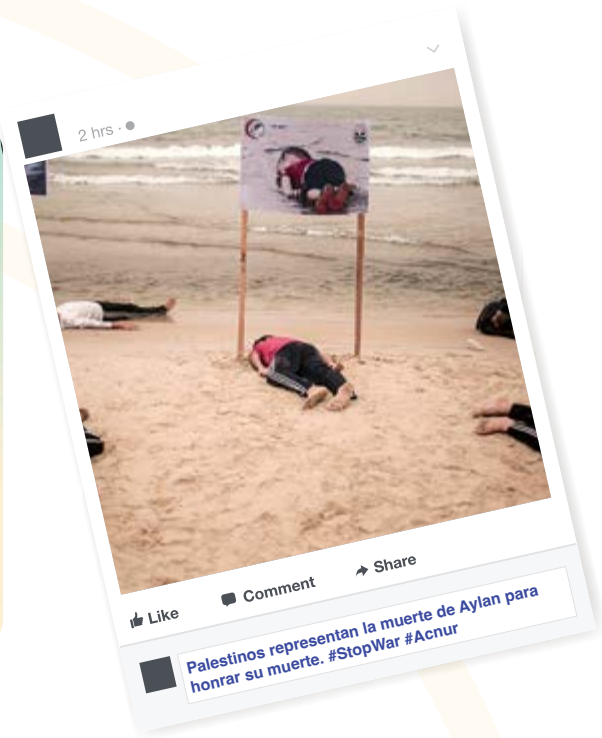 2 hrs ·
Like
Comment
Share
Palestinos representan la muerte de Aylan para
honrar su muerte. #StopWar #Acnur